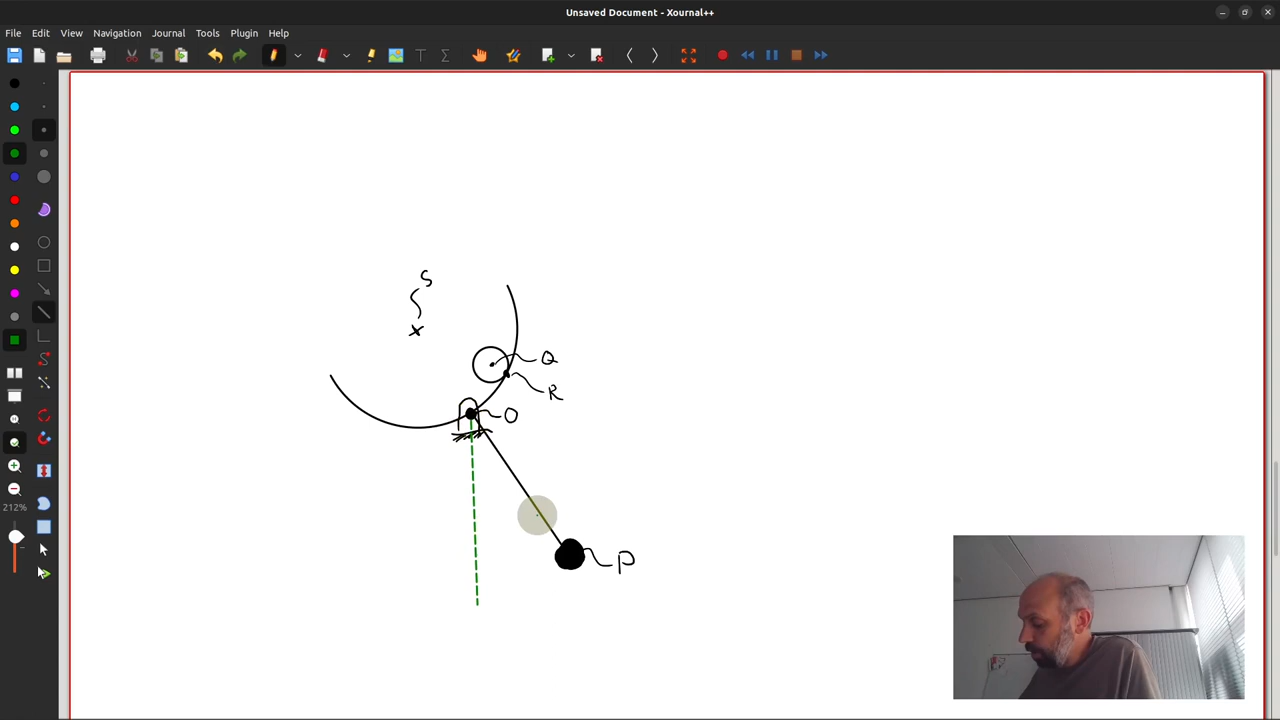 Unsaved Document - Xournal++
File Edit View Navigation Journal Tools Plugin Help
S
Q
R
O
P
212%